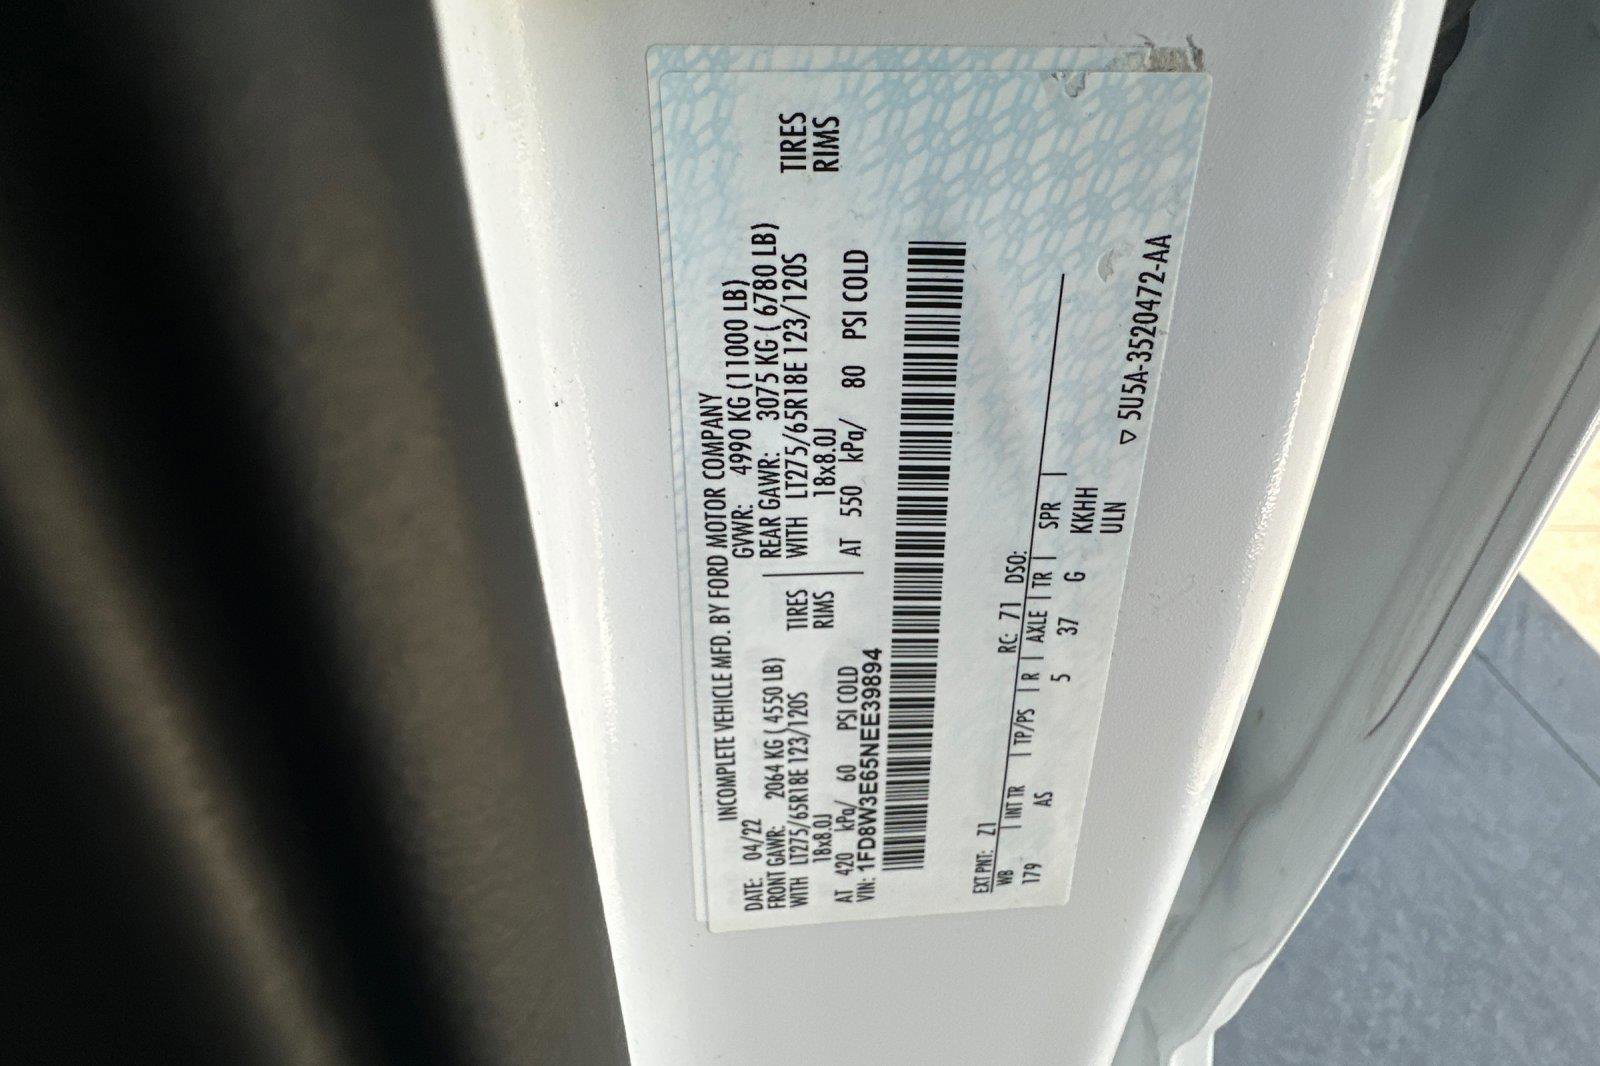 INCOMPLETE VEHICLE MFD. BY FORD MOTOR COMPANY
DATE: 04/22 GVWR: 4990 KG (11000 LB)
FRONT GAWR: 2064 KG ( 4550 LB) REAR GAWR: 3075 KG ( 6780 LB)
WITH LT275/65R18E 123/120S TIRES WITH LT275/65R18E 123/120S TIRES
18x8.0J RIMS 18x8.0J RIMS
AT 420 kPa/ 60 PSI COLD AT 550 kPa/ 80 PSI COLD
VIN: 1FD8W3E65NEE39894
EXT PNT: Z1 RC: 71 DSO:
WB INT TR TP/PS R AXLE TR SPR
179 AS 5 37 G KKHH
ULN
▽ 5U5A-3520472-AA